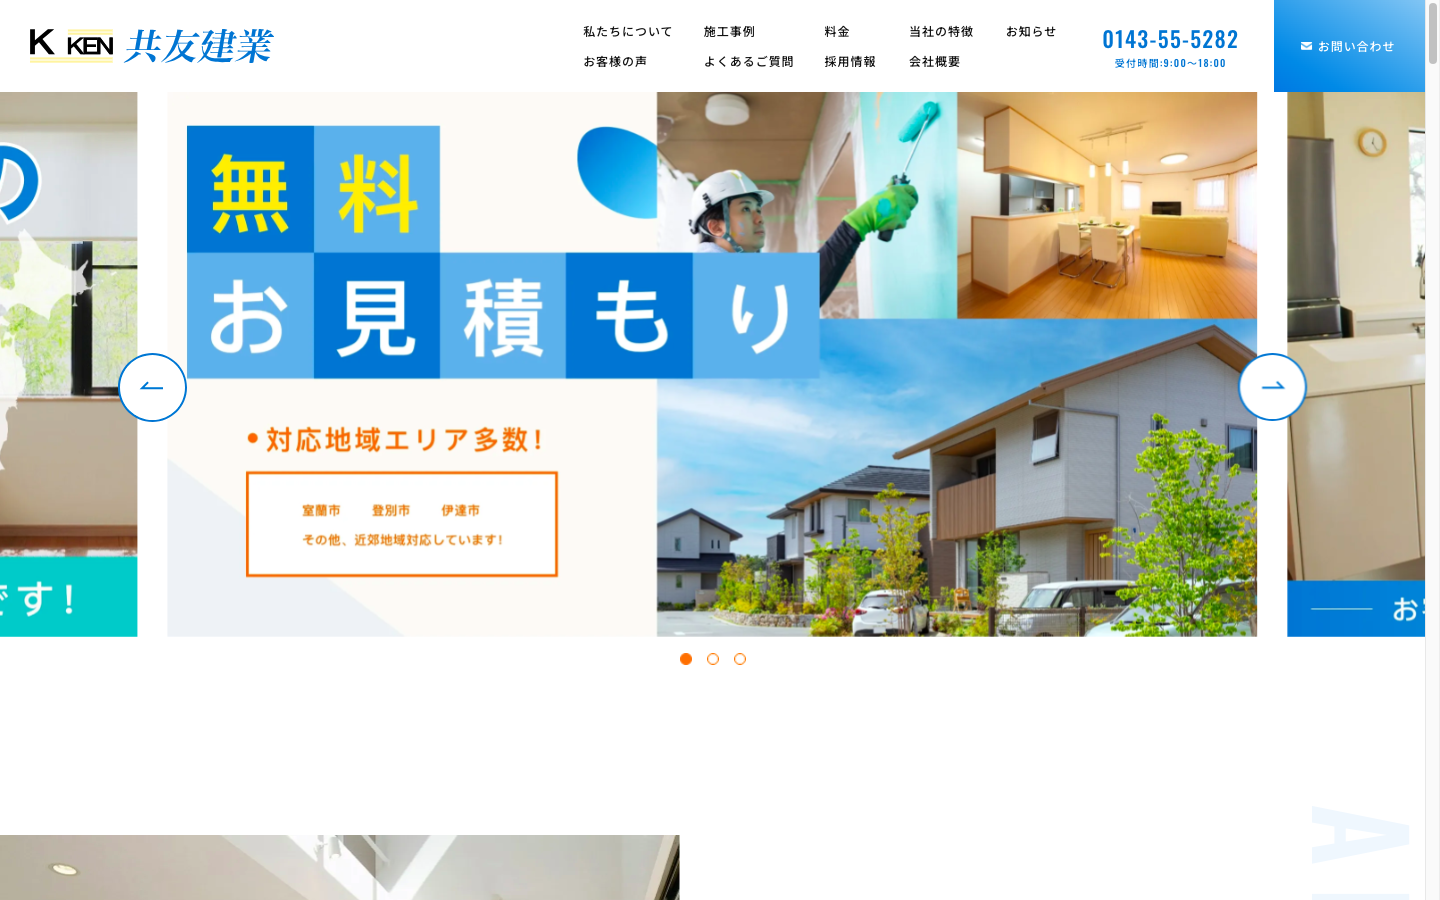 K KEN 共友建業
私たちについて 施工事例 料金 当社の特徴 お知らせ
お客様の声 よくあるご質問 採用情報 会社概要
0143-55-5282
受付時間:9:00〜18:00
お問い合わせ
の
無料
お見積もり
•対応地域エリア多数!
室蘭市 登別市 伊達市
その他、近郊地域対応しています!
です!
お
A